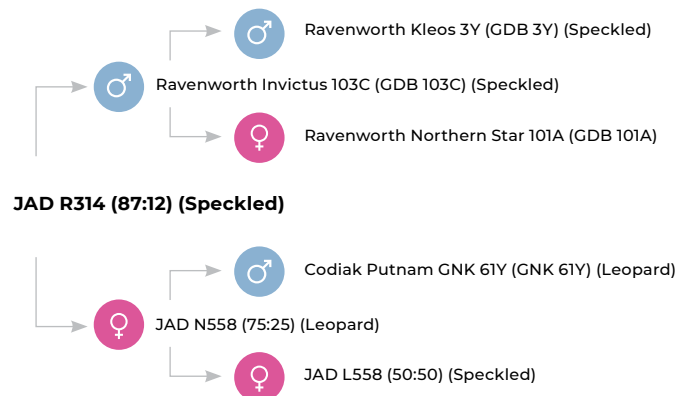 Ravenworth Kleos 3Y (GDB 3Y) (Speckled)
Ravenworth Invictus 103C (GDB 103C) (Speckled)
Ravenworth Northern Star 101A (GDB 101A)
JAD R314 (87:12) (Speckled)
Codiak Putnam GNK 61Y (GNK 61Y) (Leopard)
JAD N558 (75:25) (Leopard)
JAD L558 (50:50) (Speckled)